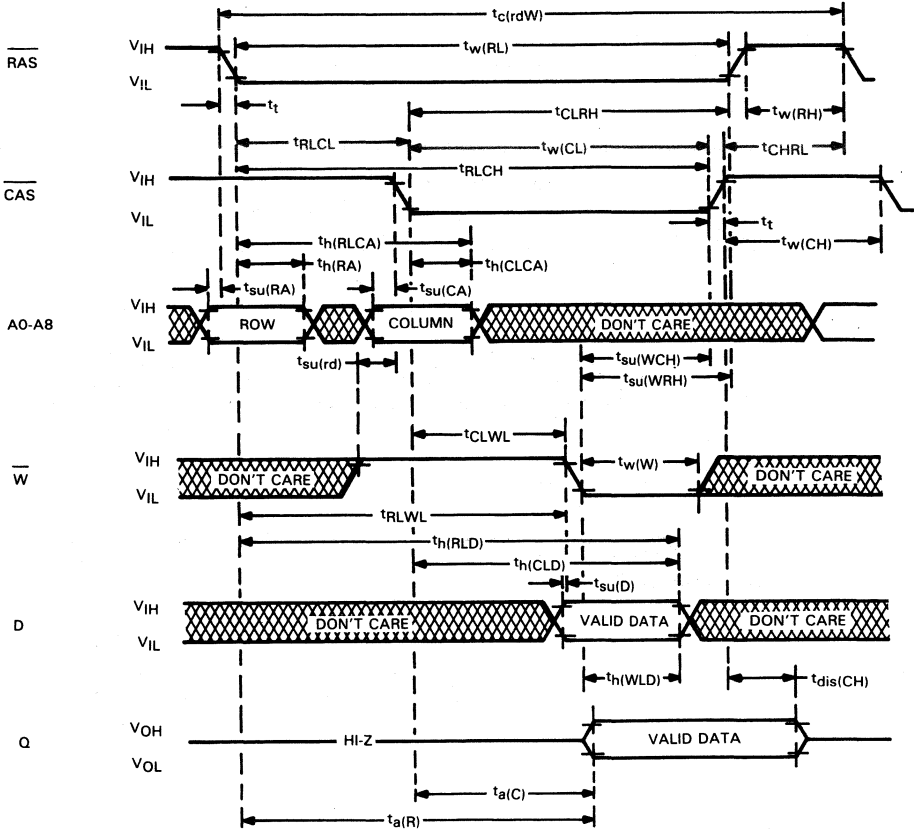 tc(rdW)
RAS
VIH
VIL
tw(RL)
tt
tCLRH
tw(RH)
tRLCL
tw(CL)
tCHRL
tRLCH
CAS
VIH
VIL
tt
tw(CH)
th(RLCA)
th(RA)
th(CLCA)
tsu(RA)
tsu(CA)
A0-A8
VIH
VIL
ROW
COLUMN
DON'T CARE
tsu(rd)
tsu(WCH)
tsu(WRH)
tCLWL
W
VIH
VIL
DON'T CARE
tw(W)
DON'T CARE
tRLWL
th(RLD)
th(CLD)
tsu(D)
D
VIH
VIL
DON'T CARE
VALID DATA
DON'T CARE
th(WLD)
tdis(CH)
Q
VOH
VOL
HI-Z
VALID DATA
ta(C)
ta(R)